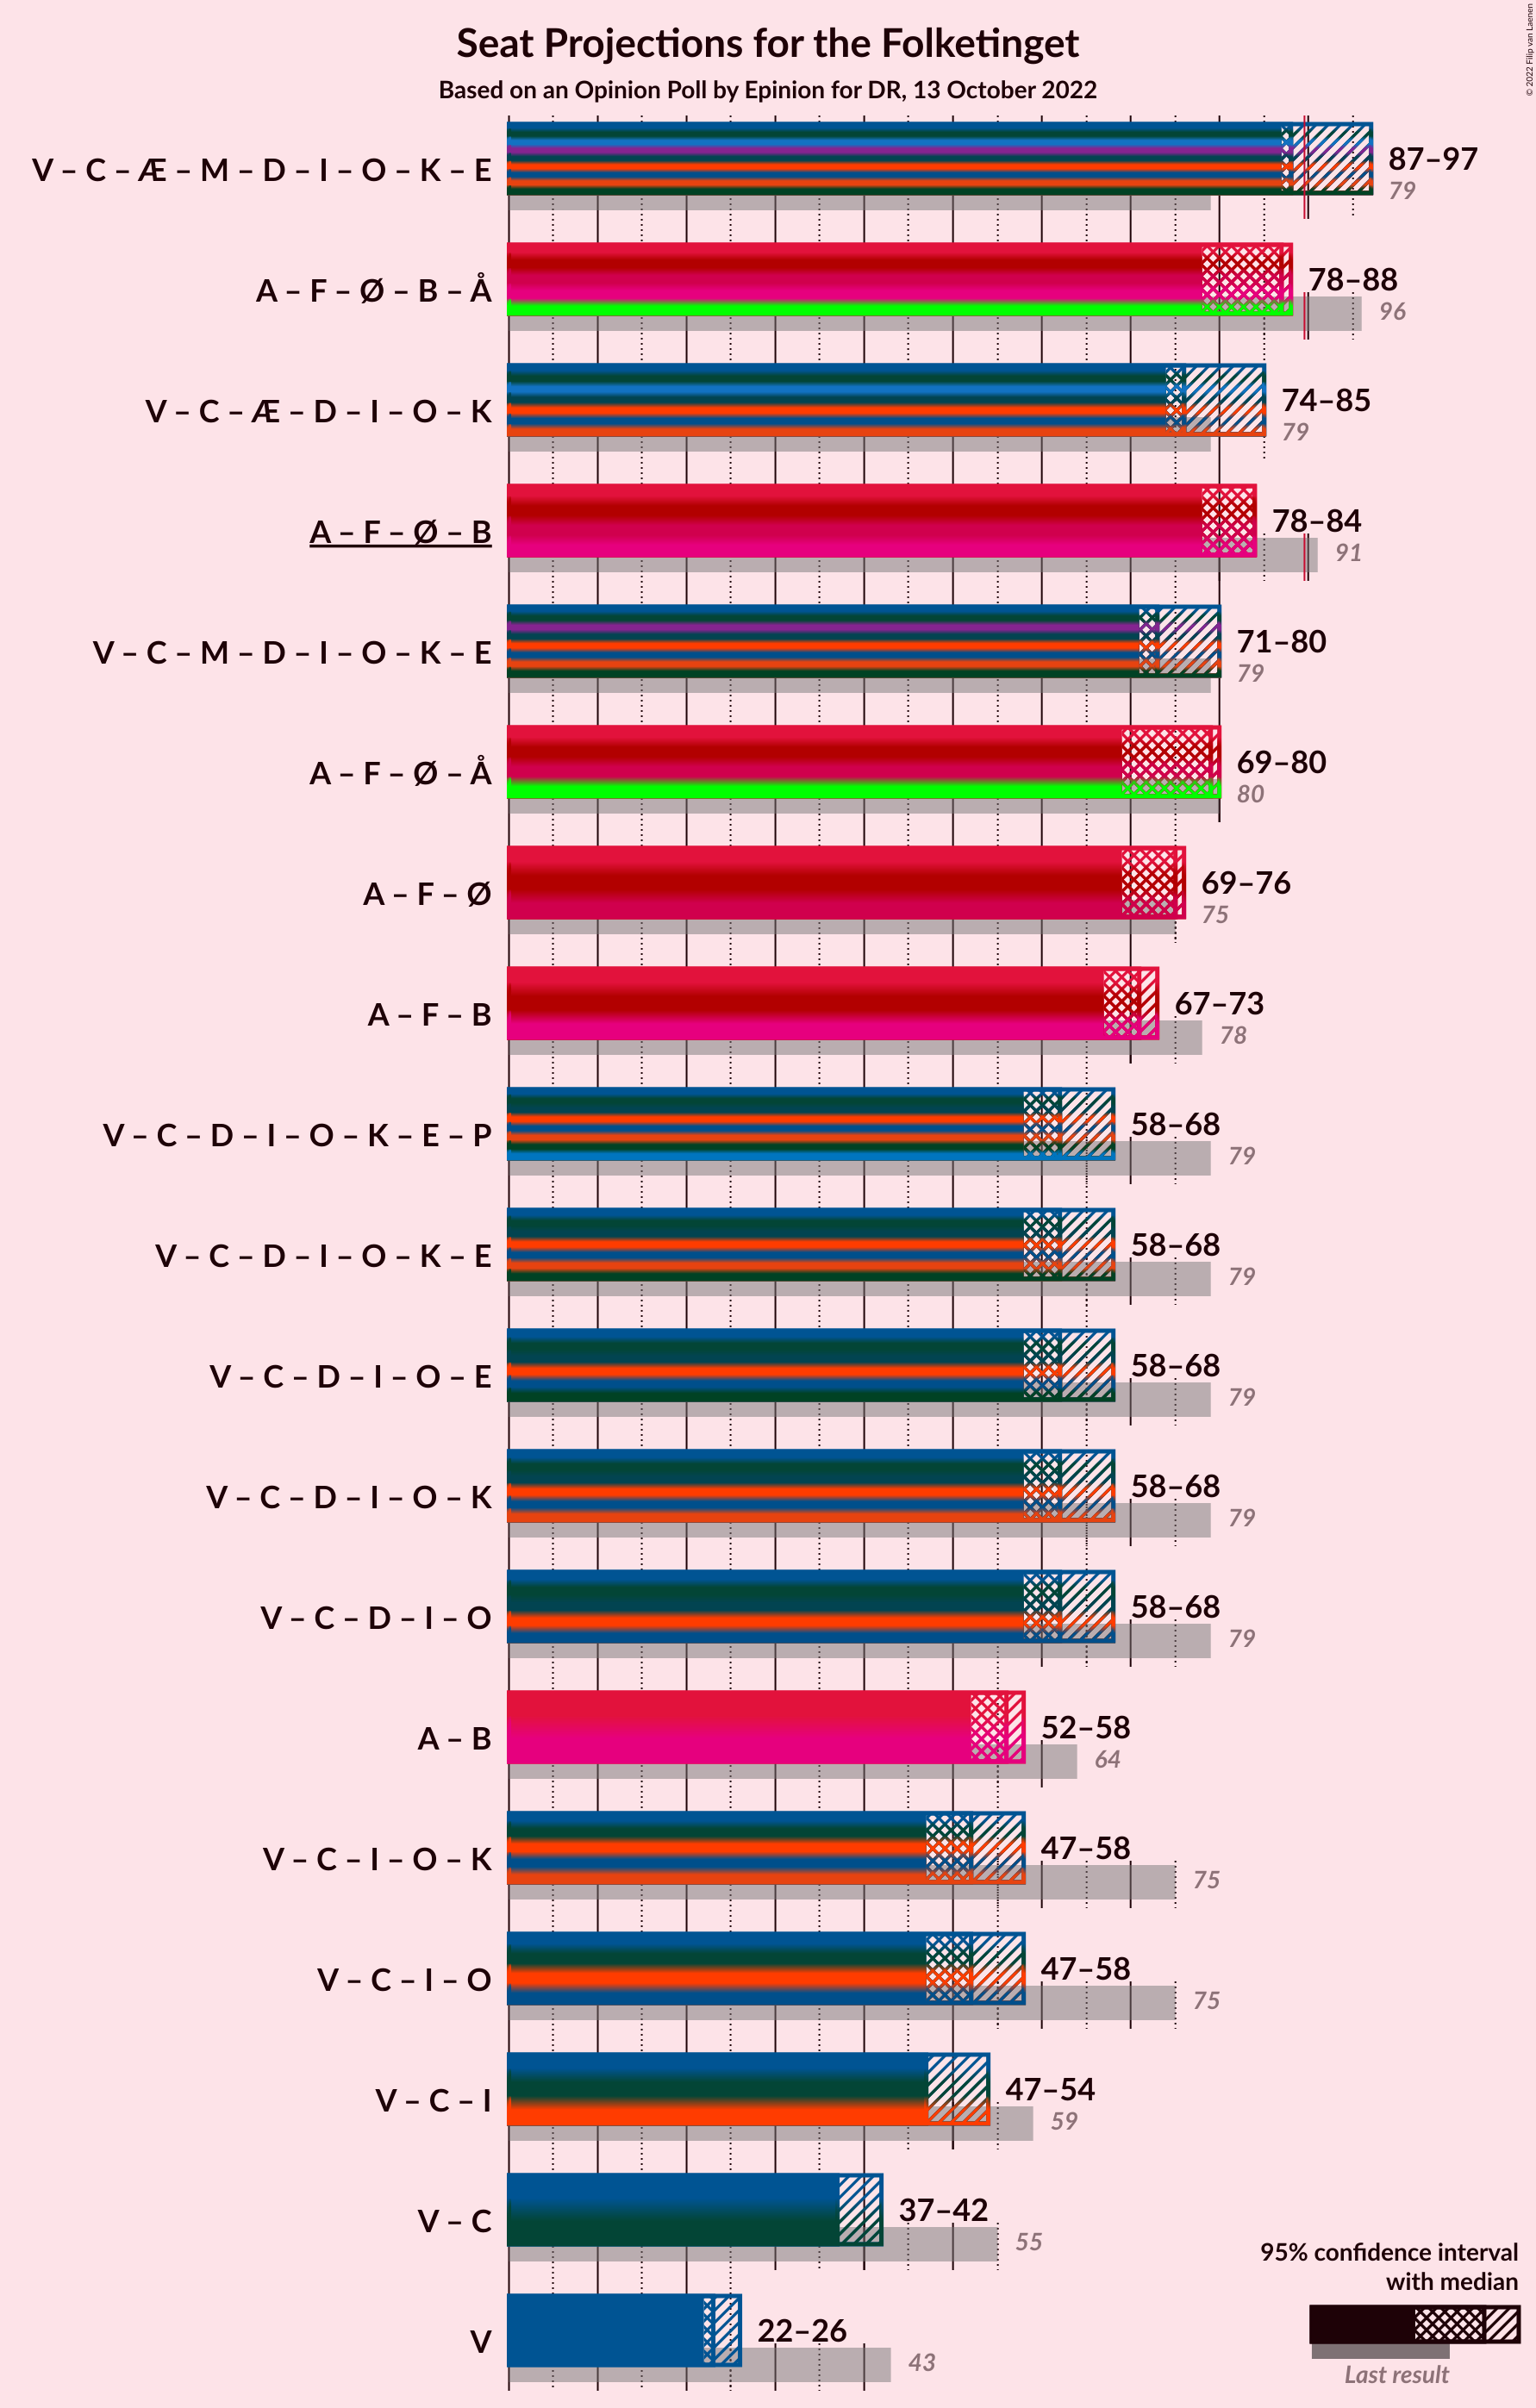 Seat Projections for the Folketinget
Based on an Opinion Poll by Epinion for DR, 13 October 2022
© 2022 Filip van Laenen
V – C – Æ – M – D – I – O – K – E
87–97
79
A – F – Ø – B – Å
78–88
96
V – C – Æ – D – I – O – K
74–85
79
A – F – Ø – B
78–84
91
V – C – M – D – I – O – K – E
71–80
79
A – F – Ø – Å
69–80
80
A – F – Ø
69–76
75
A – F – B
67–73
78
V – C – D – I – O – K – E – P
58–68
79
V – C – D – I – O – K – E
58–68
79
V – C – D – I – O – E
58–68
79
V – C – D – I – O – K
58–68
79
V – C – D – I – O
58–68
79
A – B
52–58
64
V – C – I – O – K
47–58
75
V – C – I – O
47–58
75
V – C – I
47–54
59
V – C
37–42
55
V
22–26
43
95% confidence interval
with median
Last result